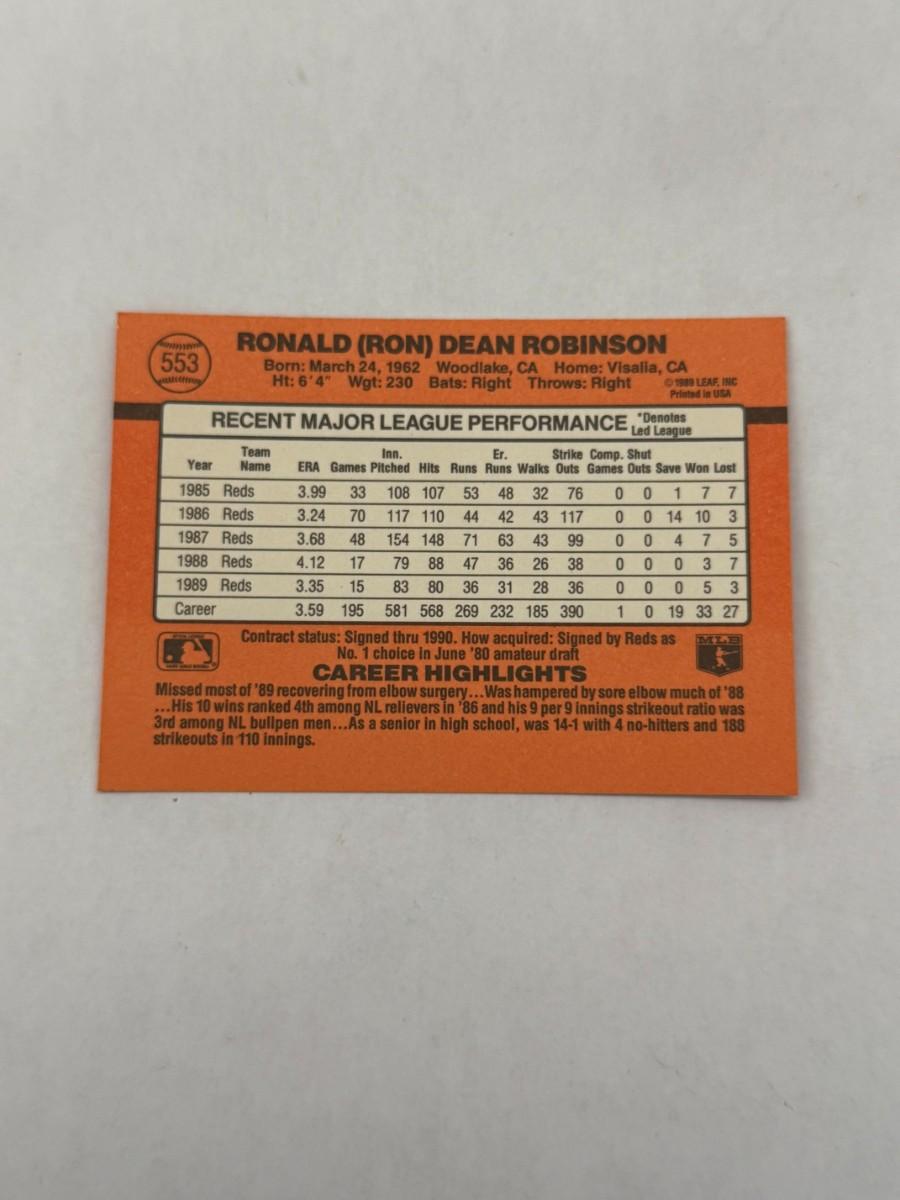 553
RONALD (RON) DEAN ROBINSON
Born: March 24, 1962 Woodlake, CA Home: Visalia, CA
Ht: 6'4" Wgt: 230 Bats: Right Throws: Right
© 1989 LEAF, INC
Printed in USA
RECENT MAJOR LEAGUE PERFORMANCE *Denotes
Led League
Year Team Name ERA Games Inn. Pitched Hits Runs Er. Runs Walks Strike Outs Comp. Games Shut Outs Save Won Lost
1985 Reds 3.99 33 108 107 53 48 32 76 0 0 1 7 7
1986 Reds 3.24 70 117 110 44 42 43 117 0 0 14 10 3
1987 Reds 3.68 48 154 148 71 63 43 99 0 0 4 7 5
1988 Reds 4.12 17 79 88 47 36 26 38 0 0 0 3 7
1989 Reds 3.35 15 83 80 36 31 28 36 0 0 0 5 3
Career 3.59 195 581 568 269 232 185 390 1 0 19 33 27
Contract status: Signed thru 1990. How acquired: Signed by Reds as
No. 1 choice in June '80 amateur draft
MLB
CAREER HIGHLIGHTS
Missed most of '89 recovering from elbow surgery...Was hampered by sore elbow much of '88
...His 10 wins ranked 4th among NL relievers in '86 and his 9 per 9 innings strikeout ratio was
3rd among NL bullpen men...As a senior in high school, was 14-1 with 4 no-hitters and 188
strikeouts in 110 innings.